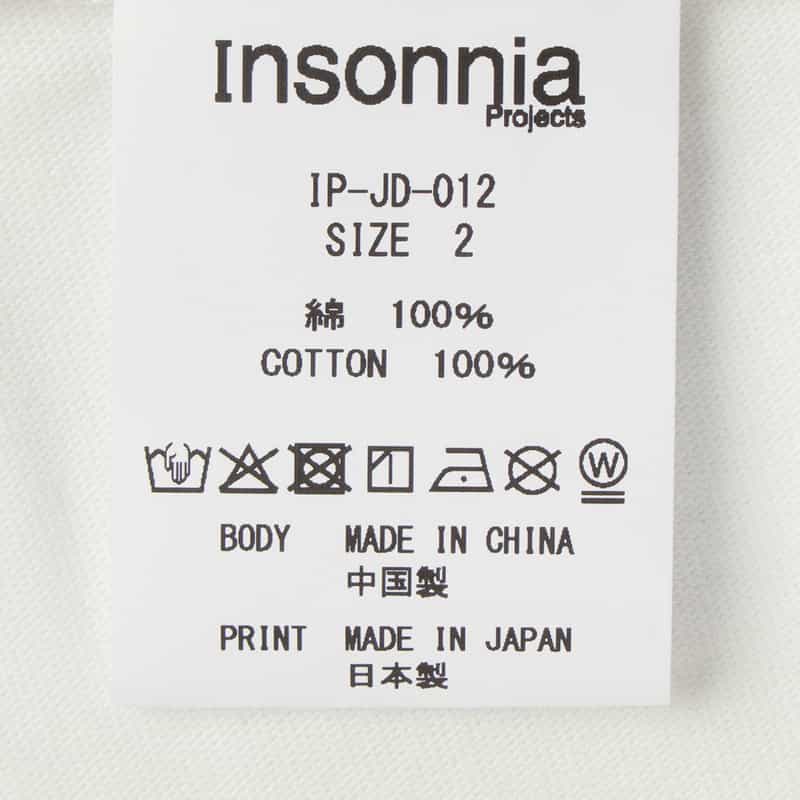 Insonnia
Projects
IP-JD-012
SIZE 2
綿 100%
COTTON 100%
W
BODY MADE IN CHINA
中国製
PRINT MADE IN JAPAN
日本製